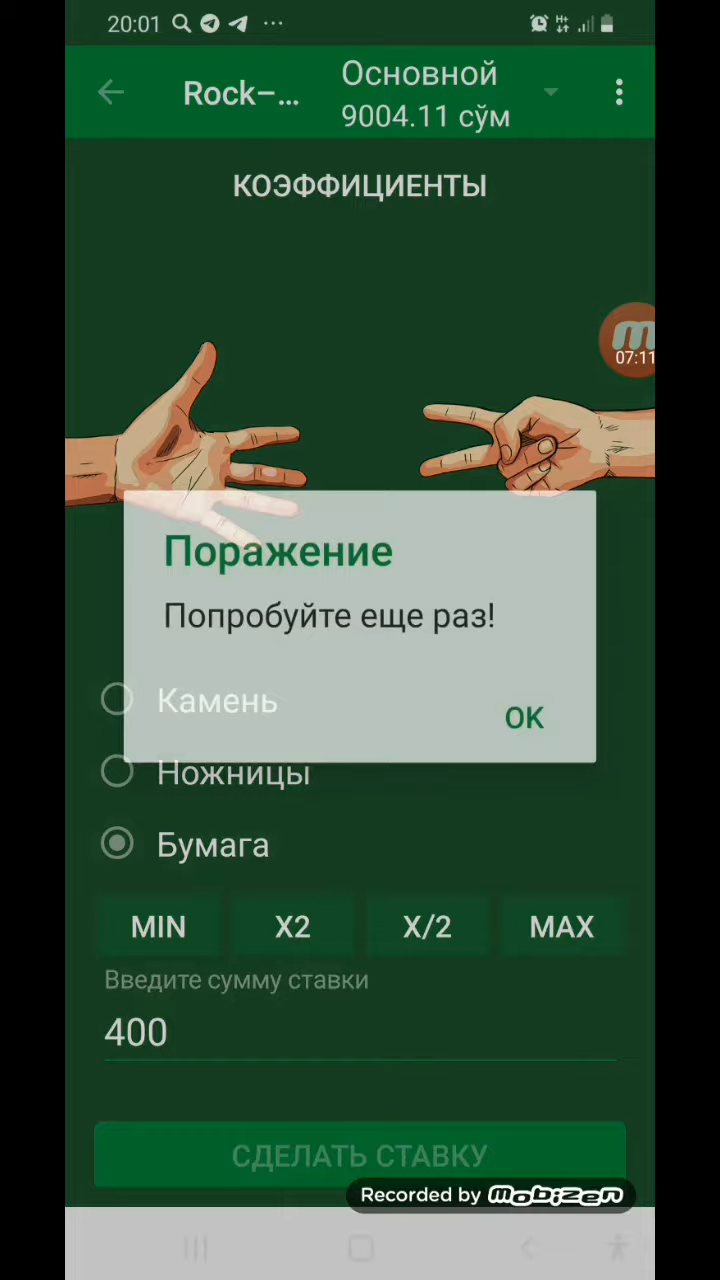 20:01
Rock–...
Основной
9004.11 сўм
КОЭФФИЦИЕНТЫ
07:11
Поражение
Попробуйте еще раз!
Камень
OK
Ножницы
Бумага
MIN X2 X/2 MAX
Введите сумму ставки
400
СДЕЛАТЬ СТАВКУ
Recorded by mobizen